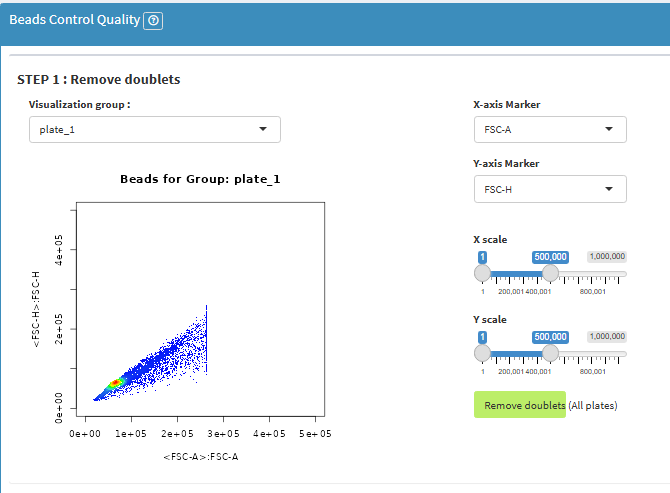 Beads Control Quality ?
STEP 1 : Remove doublets
Visualization group :
plate_1
Beads for Group: plate_1
<FSC-H>:FSC-H
0e+00 2e+05 4e+05
0e+00 1e+05 2e+05 3e+05 4e+05 5e+05
<FSC-A>:FSC-A
X-axis Marker
FSC-A
Y-axis Marker
FSC-H
X scale
1 500,000 1,000,000
1 200,001 400,001 800,001
Y scale
1 500,000 1,000,000
1 200,001 400,001 800,001
Remove doublets (All plates)